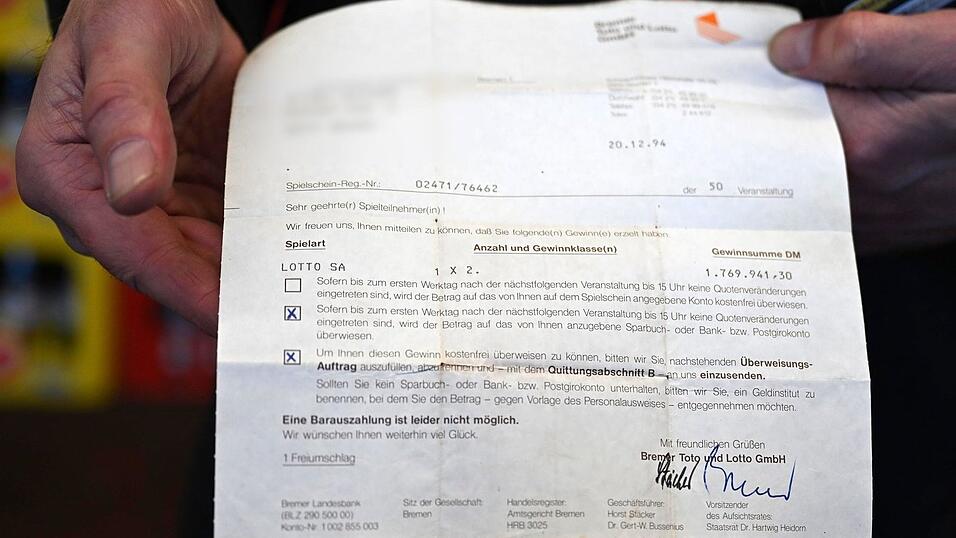 Bremer
Toto und Lotto
GmbH
20.12.94
Spielschein-Reg.-Nr.: 02471/76462 der 50 Veranstaltung
Sehr geehrte(r) Spielteilnehmer(in) !
Wir freuen uns, Ihnen mitteilen zu können, daß Sie folgende(n) Gewinn(e) erzielt haben:
Spielart Anzahl und Gewinnklasse(n) Gewinnsumme DM
LOTTO SA 1 X 2. 1.769.941,30
Sofern bis zum ersten Werktag nach der nächstfolgenden Veranstaltung bis 15 Uhr keine Quotenveränderungen
eingetreten sind, wird der Betrag auf das von Ihnen auf dem Spielschein angegebene Konto kostenfrei überwiesen.
X Sofern bis zum ersten Werktag nach der nächstfolgenden Veranstaltung bis 15 Uhr keine Quotenveränderungen
eingetreten sind, wird der Betrag auf das von Ihnen anzugebene Sparbuch- oder Bank- bzw. Postgirokonto
überwiesen.
X Um Ihnen diesen Gewinn kostenfrei überweisen zu können, bitten wir Sie, nachstehenden Überweisungs-
Auftrag auszufüllen, abzutrennen und – mit dem Quittungsabschnitt B – an uns einzusenden.
Sollten Sie kein Sparbuch- oder Bank- bzw. Postgirokonto unterhalten, bitten wir Sie, ein Geldinstitut zu
benennen, bei dem Sie den Betrag – gegen Vorlage des Personalausweises – entgegennehmen möchten.
Eine Barauszahlung ist leider nicht möglich.
Wir wünschen Ihnen weiterhin viel Glück.
Mit freundlichen Grüßen
Bremer Toto und Lotto GmbH
1 Freiumschlag
Bremer Landesbank Sitz der Gesellschaft: Handelsregister: Geschäftsführer: Vorsitzender
(BLZ 290 500 00) Bremen Amtsgericht Bremen Horst Stäcker des Aufsichtsrates:
Konto-Nr. 1 002 855 003 HRB 3025 Dr. Gert-W. Bussenius Staatsrat Dr. Hartwig Heidorn